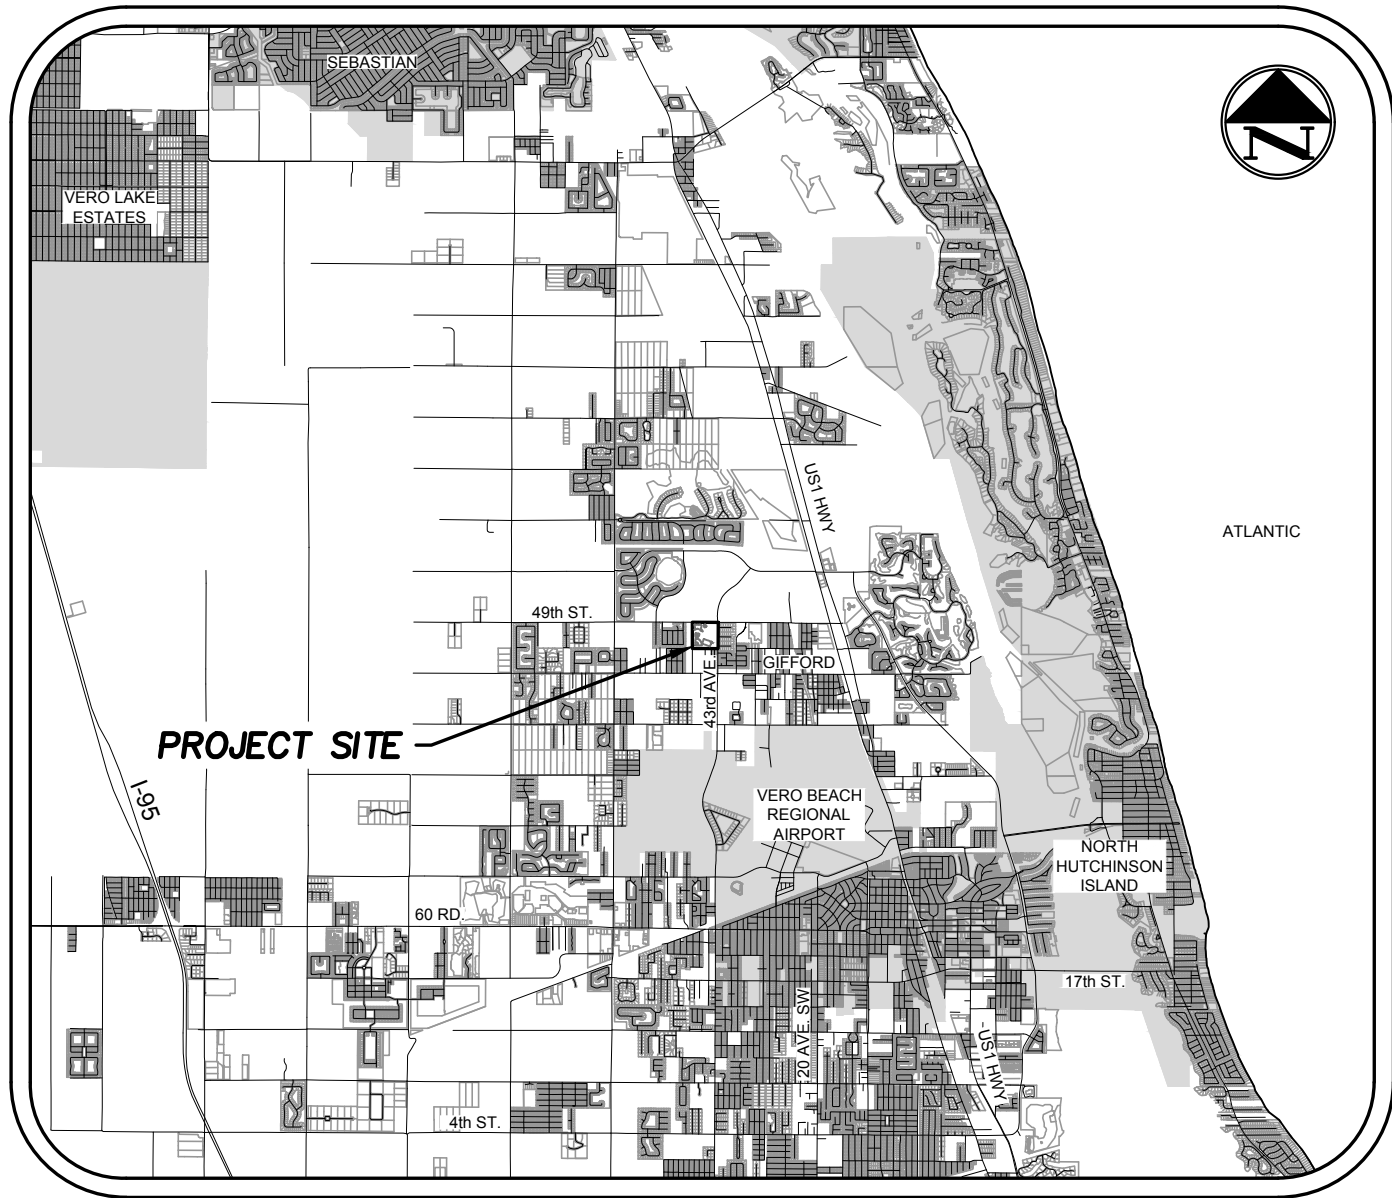 SEBASTIAN
N
VERO LAKE
ESTATES
US1 HWY
ATLANTIC
49th ST.
GIFFORD
43rd AVE.
PROJECT SITE
I-95
VERO BEACH
REGIONAL
AIRPORT
NORTH
HUTCHINSON
ISLAND
60 RD.
17th ST.
20 AVE. SW
US1 HWY
4th ST.